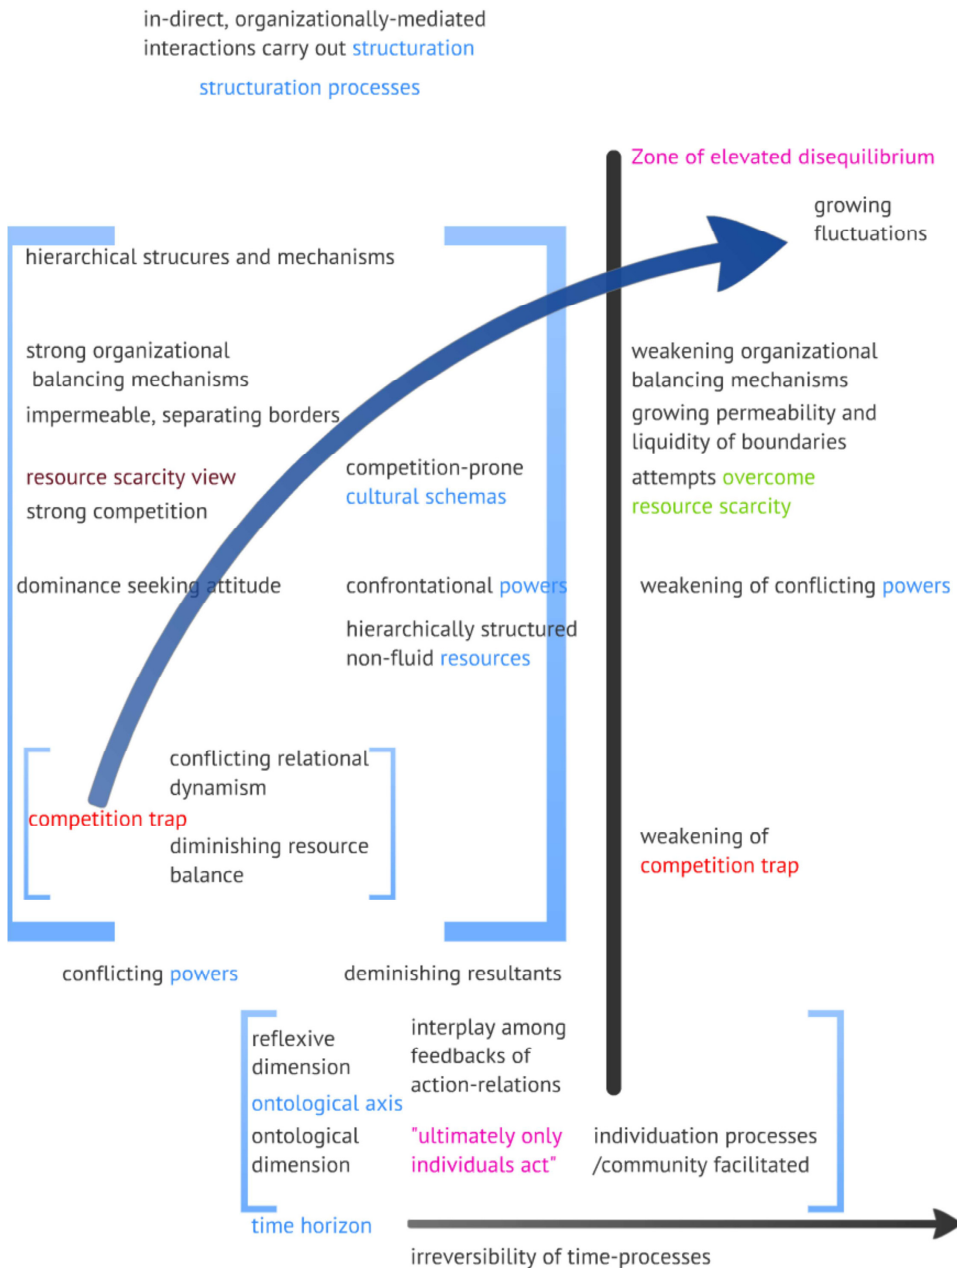 in-direct, organizationally-mediated
interactions carry out structuration
structuration processes
Zone of elevated disequilibrium
growing
fluctuations
hierarchical strucures and mechanisms
strong organizational
balancing mechanisms
impermeable, separating borders
resource scarcity view
strong competition
competition-prone
cultural schemas
dominance seeking attitude
confrontational powers
hierarchically structured
non-fluid resources
weakening organizational
balancing mechanisms
growing permeability and
liquidity of boundaries
attempts overcome
resource scarcity
weakening of conflicting powers
conflicting relational
dynamism
competition trap
diminishing resource
balance
weakening of
competition trap
conflicting powers
deminishing resultants
reflexive
dimension
interplay among
feedbacks of
action-relations
ontological axis
ontological
dimension
"ultimately only
individuals act"
individuation processes
/community facilitated
time horizon
irreversibility of time-processes